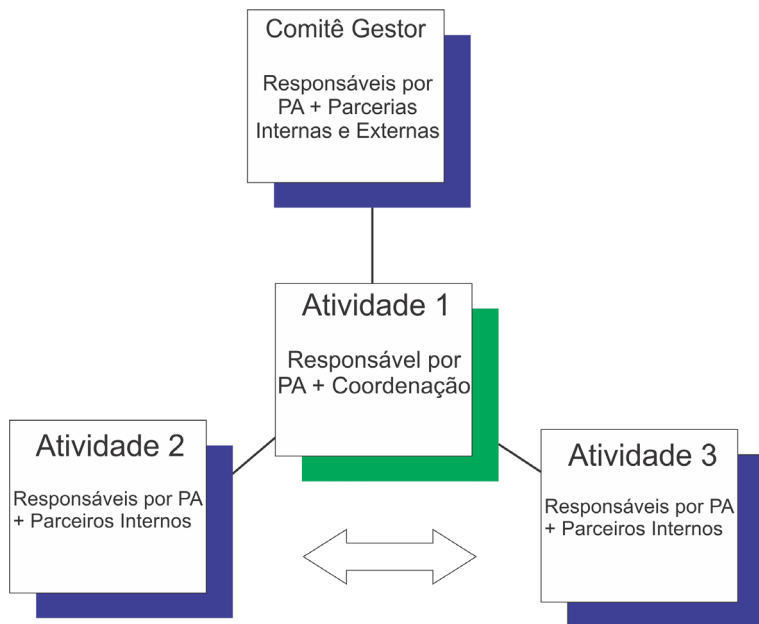 Comitê Gestor
Responsáveis por
PA + Parcerias
Internas e Externas
Atividade 1
Responsável por
PA + Coordenação
Atividade 2
Responsáveis por PA
+ Parceiros Internos
Atividade 3
Responsáveis por PA
+ Parceiros Internos